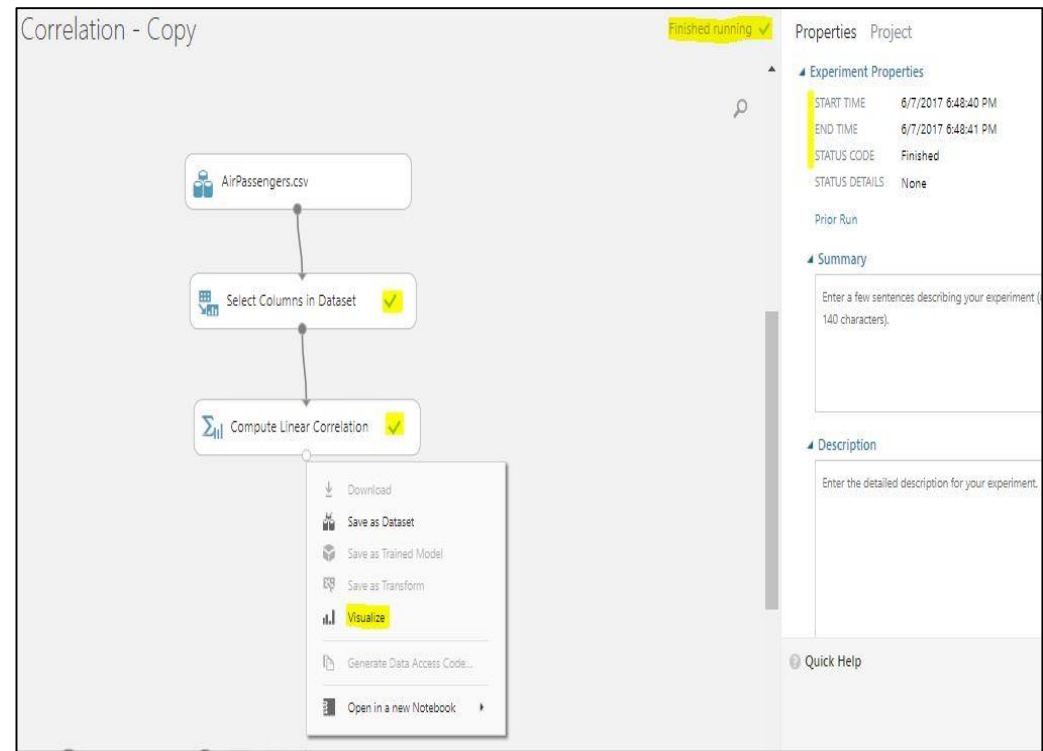 Correlation - Copy
Finished running
Properties Project
Experiment Properties
START TIME 6/7/2017 6:48:40 PM
END TIME 6/7/2017 6:48:41 PM
STATUS CODE Finished
STATUS DETAILS None
Prior Run
Summary
Enter a few sentences describing your experiment (
140 characters).
Description
Enter the detailed description for your experiment.
Quick Help
AirPassengers.csv
Select Columns in Dataset
Compute Linear Correlation
Download
Save as Dataset
Save as Trained Model
Save as Transform
Visualize
Generate Data Access Code...
Open in a new Notebook